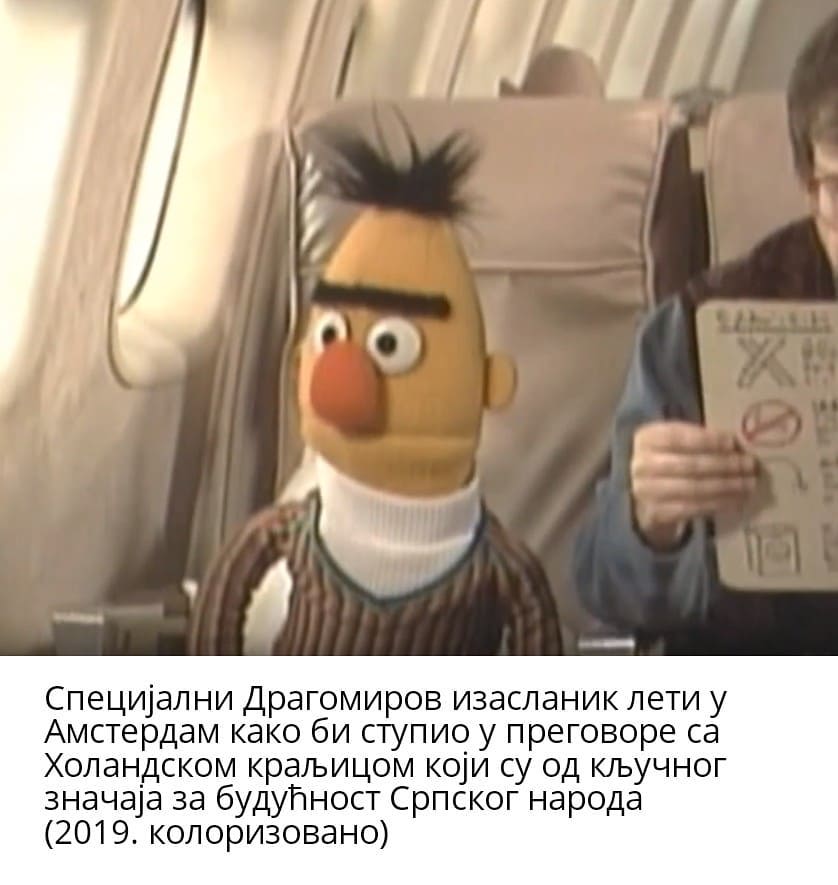 Специјални Драгомиров изасланик лети у
Амстердам како би ступио у преговоре са
Холандском краљицом који су од кључног
значаја за будућност Српског народа
(2019. колоризовано)